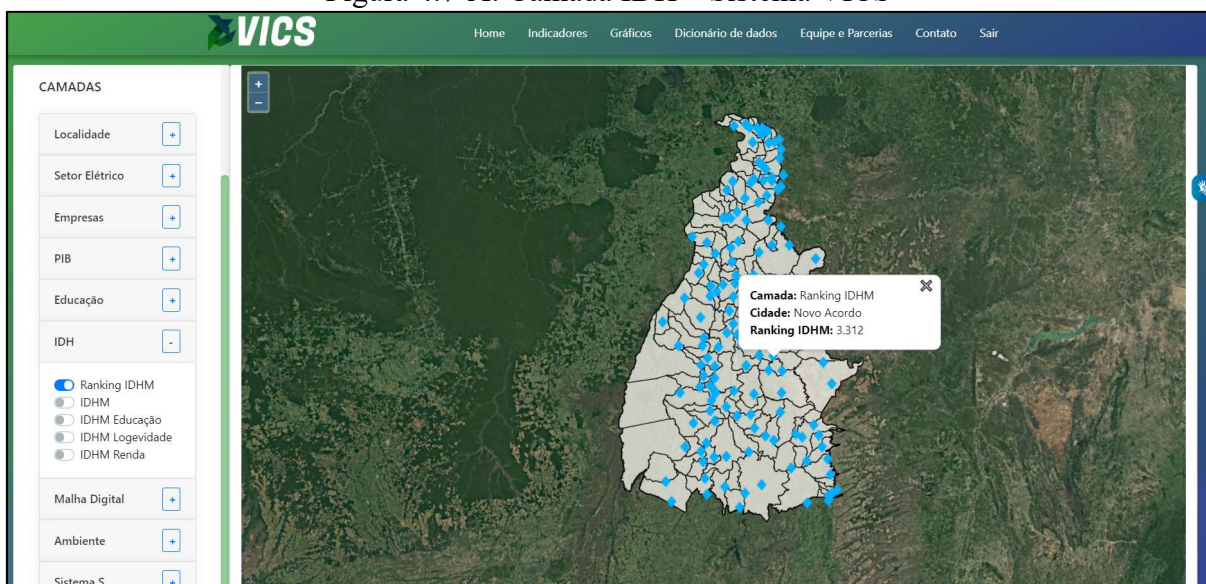 VICS
Home Indicadores Gráficos Dicionário de dados Equipe e Parcerias Contato Sair
CAMADAS
Localidade +
Setor Elétrico +
Empresas +
PIB +
Educação +
IDH -
Ranking IDHM
IDHM
IDHM Educação
IDHM Logevidade
IDHM Renda
Malha Digital +
Ambiente +
Sistema S +
+
-
Camada: Ranking IDHM
Cidade: Novo Acordo
Ranking IDHM: 3.312